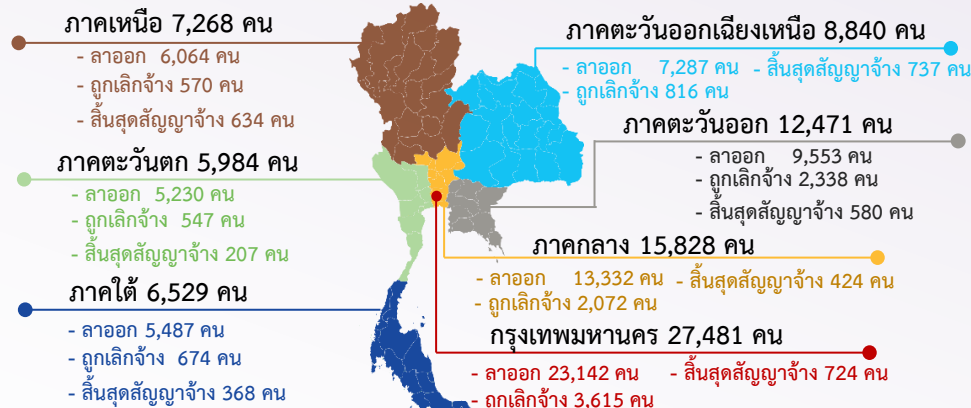 ภาคเหนือ 7,268 คน
- ลาออก 6,064 คน
- ถูกเลิกจ้าง 570 คน
- สิ้นสุดสัญญาจ้าง 634 คน
ภาคตะวันออกเฉียงเหนือ 8,840 คน
- ลาออก 7,287 คน - สิ้นสุดสัญญาจ้าง 737 คน
- ถูกเลิกจ้าง 816 คน
ภาคตะวันออก 12,471 คน
- ลาออก 9,553 คน
- ถูกเลิกจ้าง 2,338 คน
- สิ้นสุดสัญญาจ้าง 580 คน
ภาคตะวันตก 5,984 คน
- ลาออก 5,230 คน
- ถูกเลิกจ้าง 547 คน
- สิ้นสุดสัญญาจ้าง 207 คน
ภาคกลาง 15,828 คน
- ลาออก 13,332 คน - สิ้นสุดสัญญาจ้าง 424 คน
- ถูกเลิกจ้าง 2,072 คน
ภาคใต้ 6,529 คน
- ลาออก 5,487 คน
- ถูกเลิกจ้าง 674 คน
- สิ้นสุดสัญญาจ้าง 368 คน
กรุงเทพมหานคร 27,481 คน
- ลาออก 23,142 คน - สิ้นสุดสัญญาจ้าง 724 คน
- ถูกเลิกจ้าง 3,615 คน